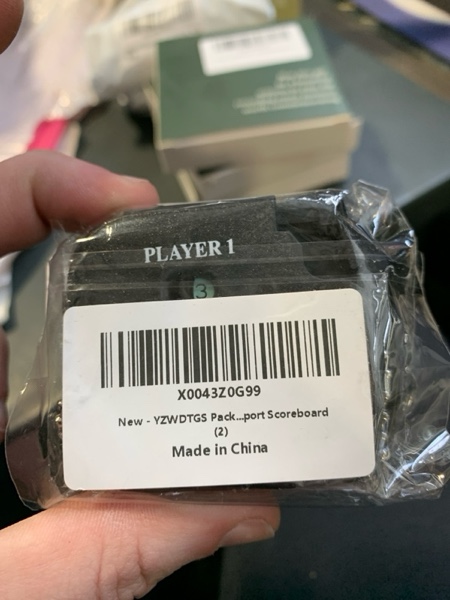 PLAYER 1
3
X0043Z0G99
New - YZWDTGS Pack...port Scoreboard
(2)
Made in China